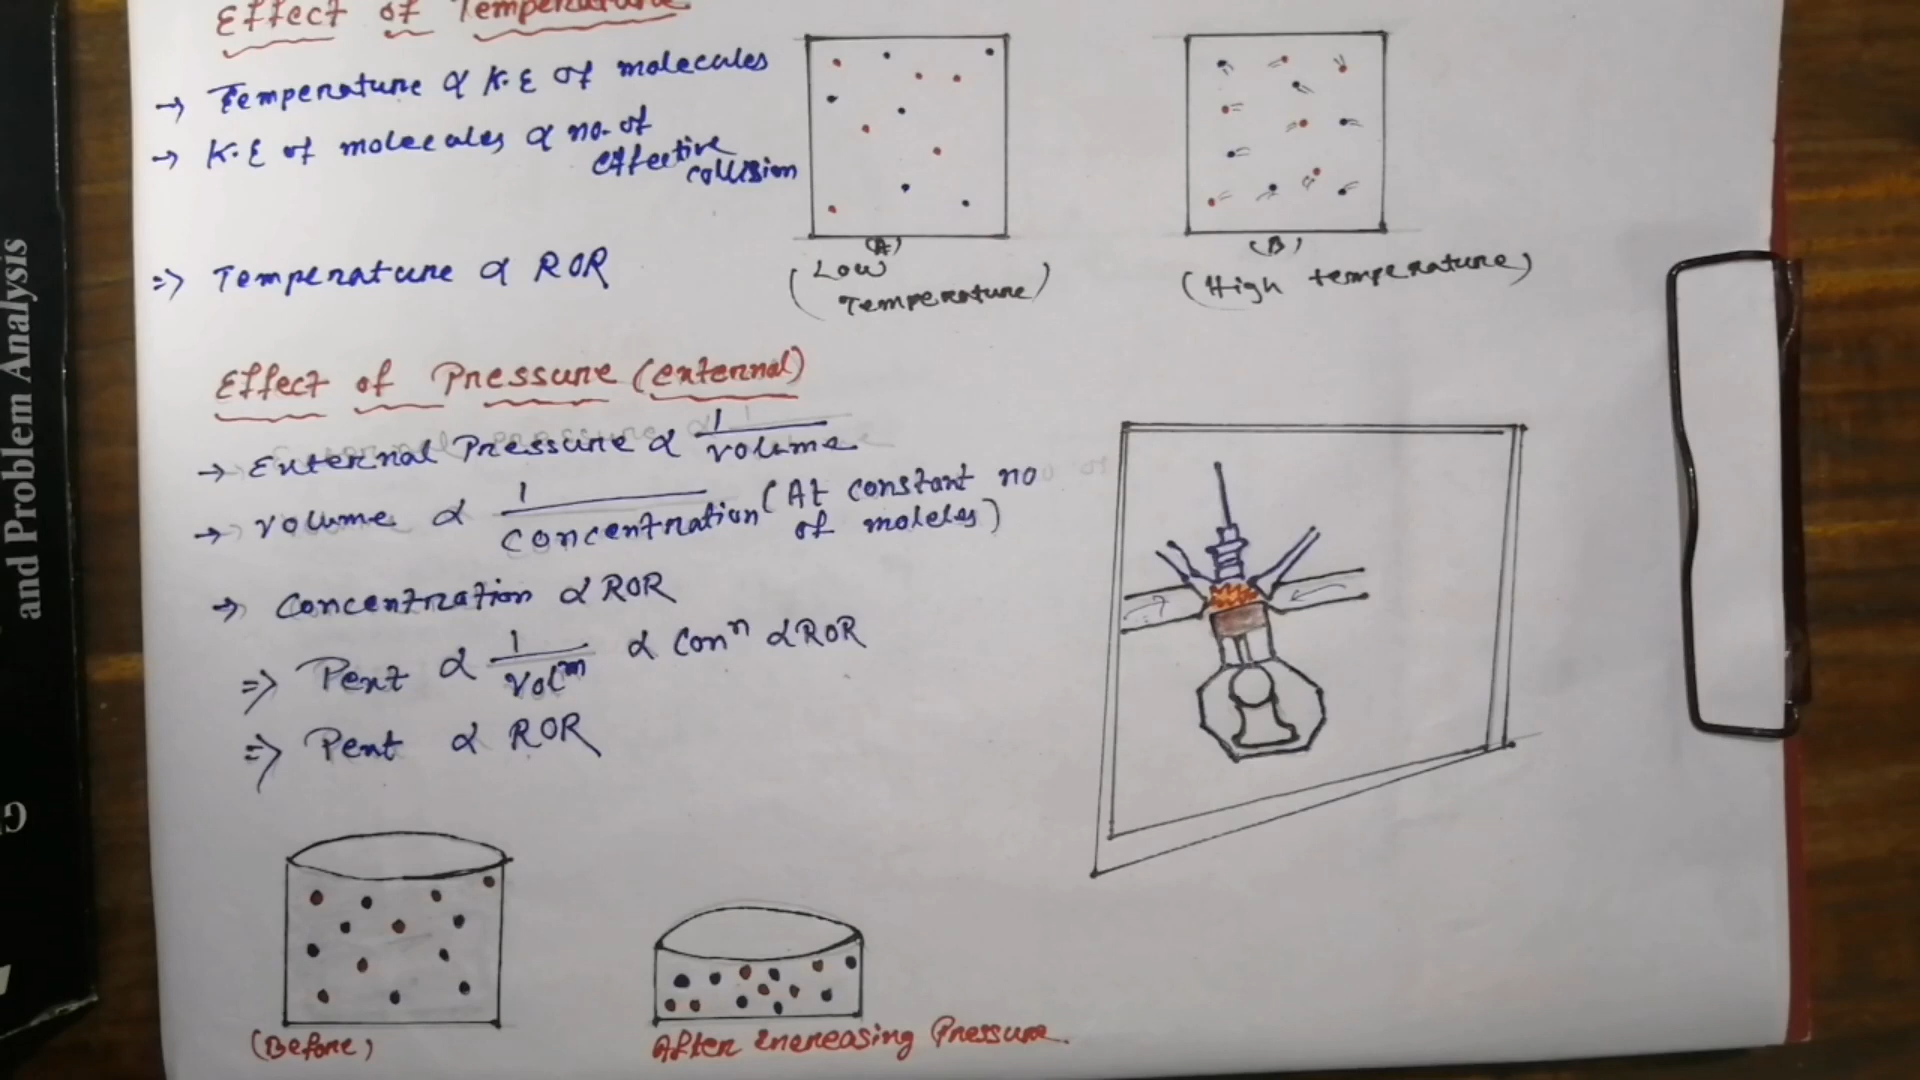 Effect of Temperature
→ Temperature α K.E of molecules
→ K.E of molecules α no. of effective collision
⇒ Temperature α ROR
(A)
(Low Temperature)
(B)
(High temperature)
Effect of Pressure (external)
→ External Pressure α 1/volume
→ volume α 1/concentration (At constant no of moleles)
→ Concentration α ROR
⇒ Pext α 1/volᵐ α Conⁿ α ROR
⇒ Pext α ROR
(Before)
After increasing Pressure.
and Problem Analysis